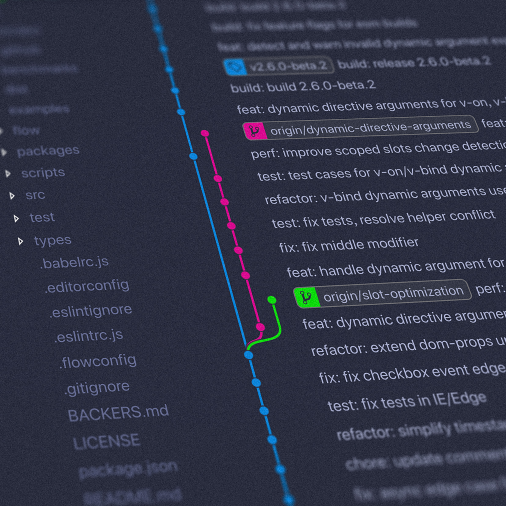 build: build 2.6.0-beta.2
build: fix feature flags for esm builds
feat: detect and warn invalid dynamic argument
v2.6.0-beta.2 build: release 2.6.0-beta.2
build: build 2.6.0-beta.2
feat: dynamic directive arguments for v-on, v-
origin/dynamic-directive-arguments feat:
perf: improve scoped slots change detectio
test: test cases for v-on/v-bind dynamic
refactor: v-bind dynamic arguments use
test: fix tests, resolve helper conflict
fix: fix middle modifier
feat: handle dynamic argument for
origin/slot-optimization perf:
feat: dynamic directive argumen
refactor: extend dom-props u
fix: fix checkbox event edge
test: fix tests in IE/Edge
refactor: simplify timesta
chore: update commen
fix: async edge case
examples
flow
packages
scripts
src
test
types
.babelrc.js
.editorconfig
.eslintignore
.eslintrc.js
.flowconfig
.gitignore
BACKERS.md
LICENSE
package.json
README.md